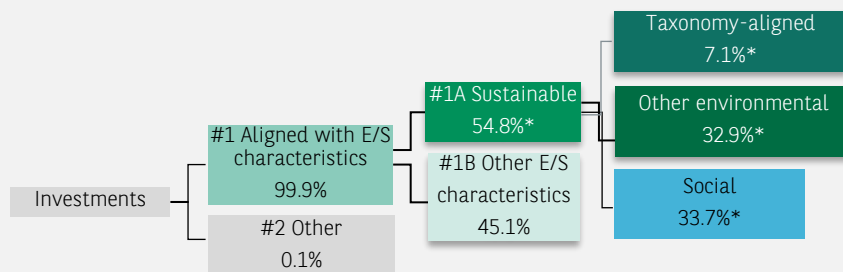 Investments
#1 Aligned with E/S
characteristics
99.9%
#2 Other
0.1%
#1A Sustainable
54.8%*
#1B Other E/S
characteristics
45.1%
Taxonomy-aligned
7.1%*
Other environmental
32.9%*
Social
33.7%*